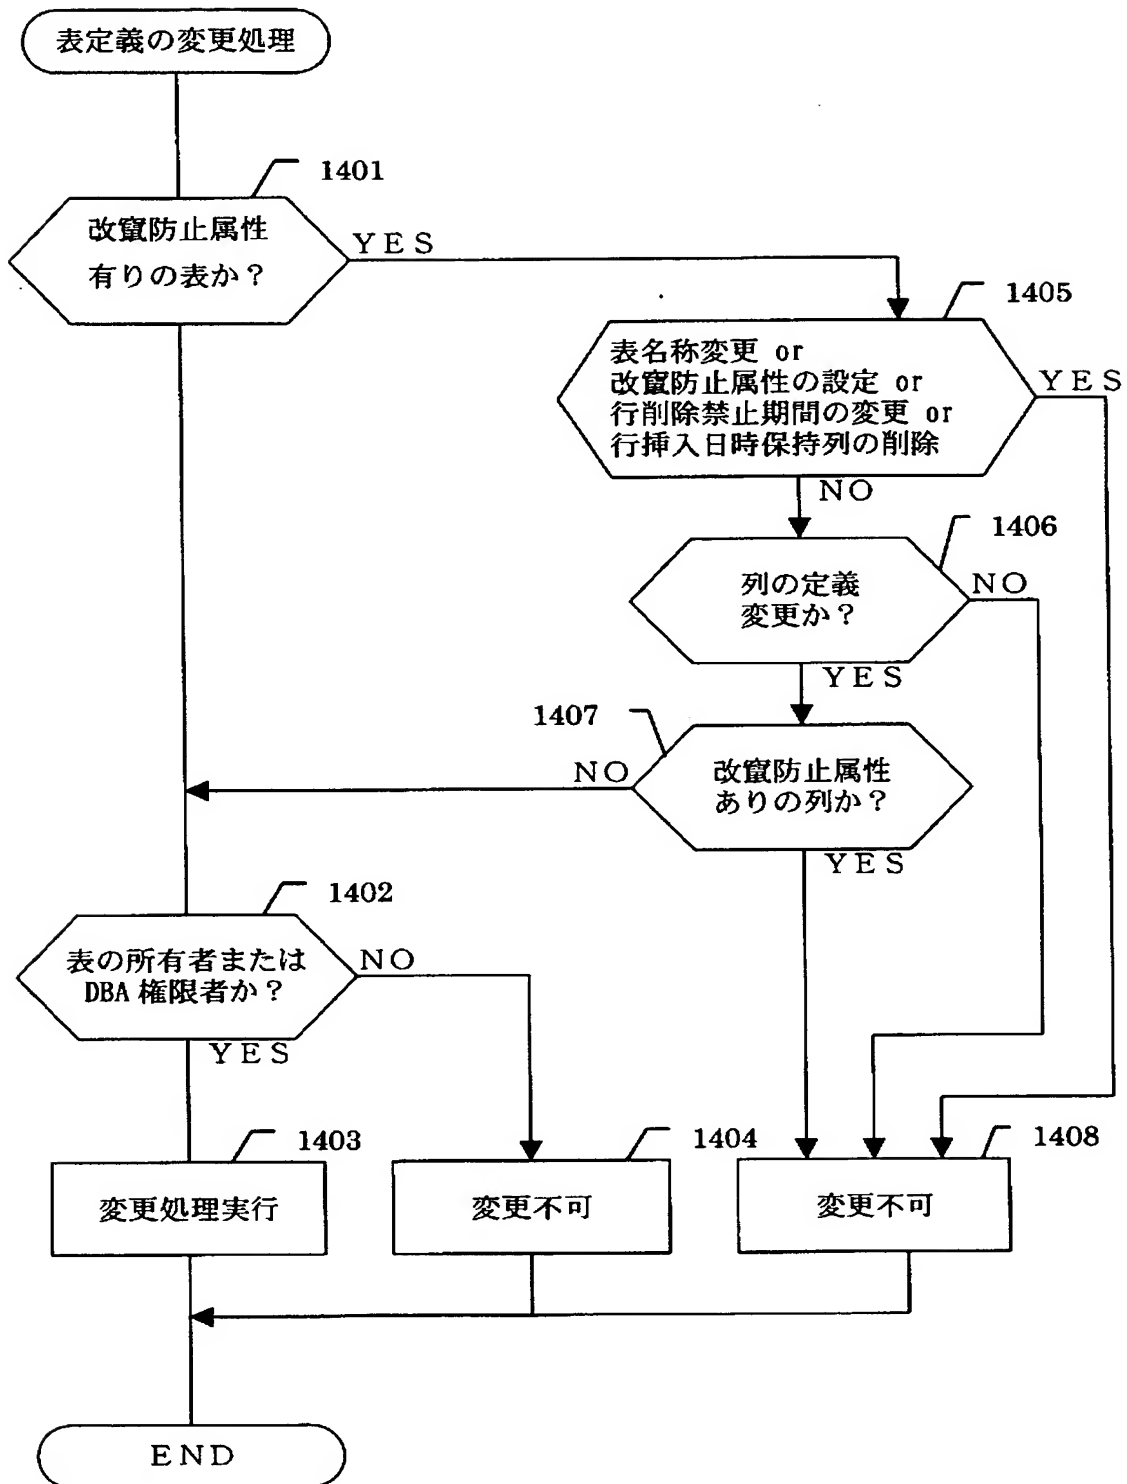 表定義の変更処理
1401
改竄防止属性
有りの表か?
YES
1405
表名称変更 or
改竄防止属性の設定 or
行削除禁止期間の変更 or
行挿入日時保持列の削除
YES
NO
1406
列の定義
変更か?
NO
YES
1407
改竄防止属性
ありの列か?
NO
YES
1402
表の所有者または
DBA 権限者か?
NO
YES
1403
変更処理実行
1404
変更不可
1408
変更不可
END